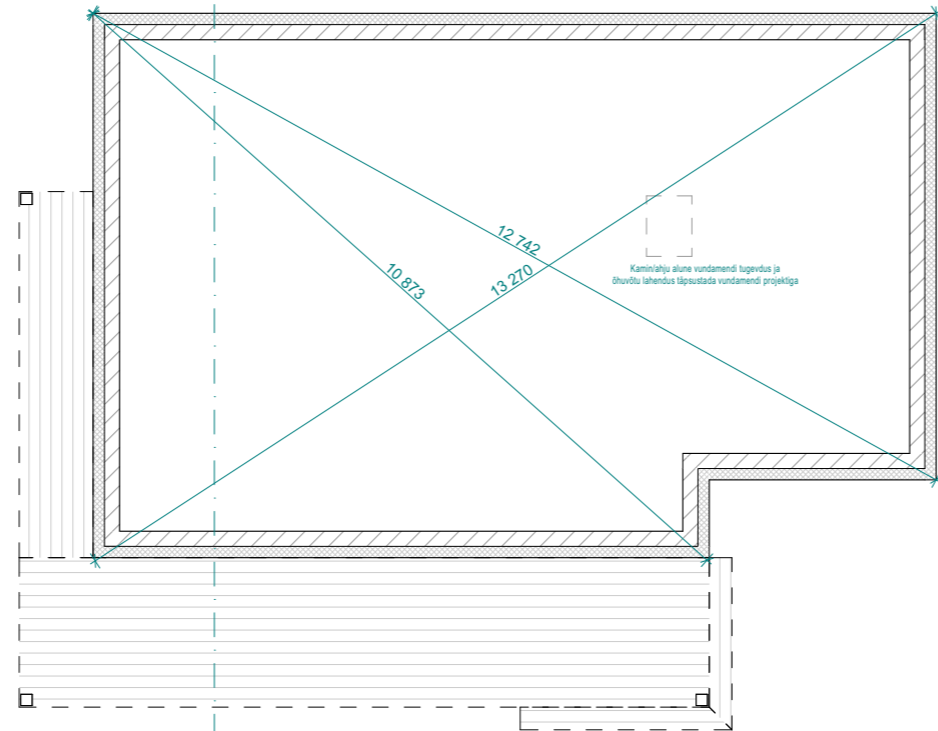 12 742
10 873
13 270
Kamin/ahju alune vundamendi tugevdus ja
õhuvõtu lahendus täpsustada vundamendi projektiga